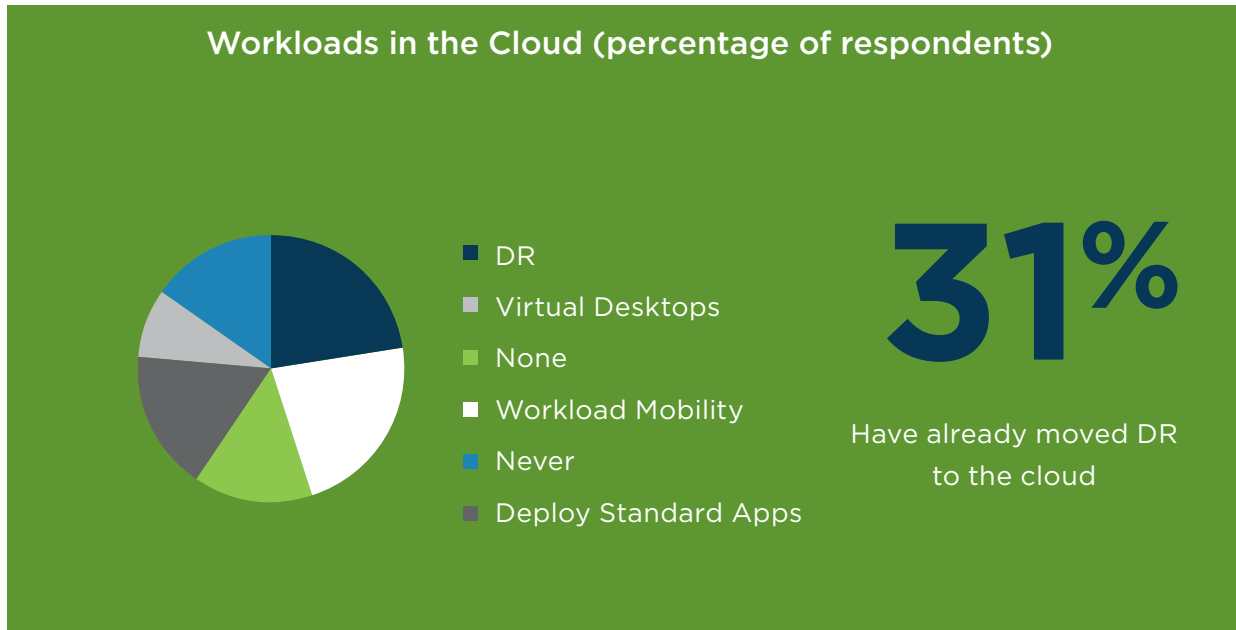 Workloads in the Cloud (percentage of respondents)
DR
Virtual Desktops
None
Workload Mobility
Never
Deploy Standard Apps
31%
Have already moved DR
to the cloud